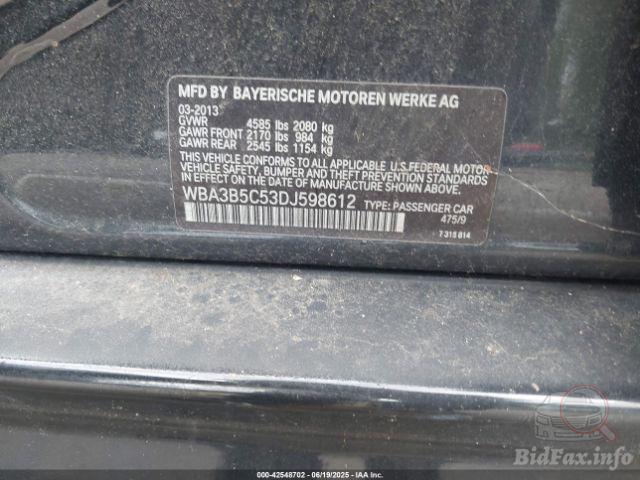 MFD BY BAYERISCHE MOTOREN WERKE AG
03-2013
GVWR 4585 lbs 2080 kg
GAWR FRONT 2170 lbs 984 kg
GAWR REAR 2545 lbs 1154 kg
THIS VEHICLE CONFORMS TO ALL APPLICABLE U.S. FEDERAL MOTOR
VEHICLE SAFETY, BUMPER AND THEFT PREVENTION STANDARDS
IN EFFECT ON THE DATE OF MANUFACTURE SHOWN ABOVE.
WBA3B5C53DJ598612 TYPE: PASSENGER CAR
475/9
7 315 814
000-42548702 - 06/19/2025 - IAA Inc.
BidFax.info